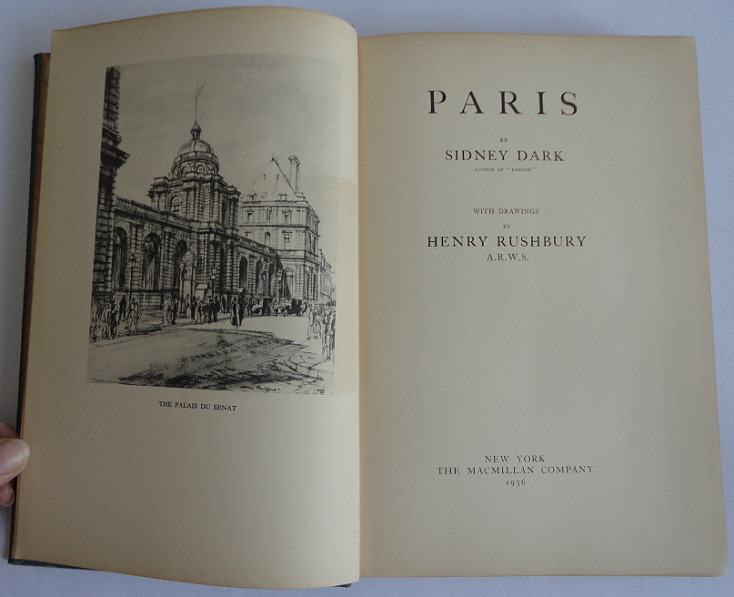 THE PALAIS DU SENAT
PARIS
BY
SIDNEY DARK
AUTHOR OF "LONDON"
WITH DRAWINGS
BY
HENRY RUSHBURY
A.R.W.S.
NEW YORK
THE MACMILLAN COMPANY
1936